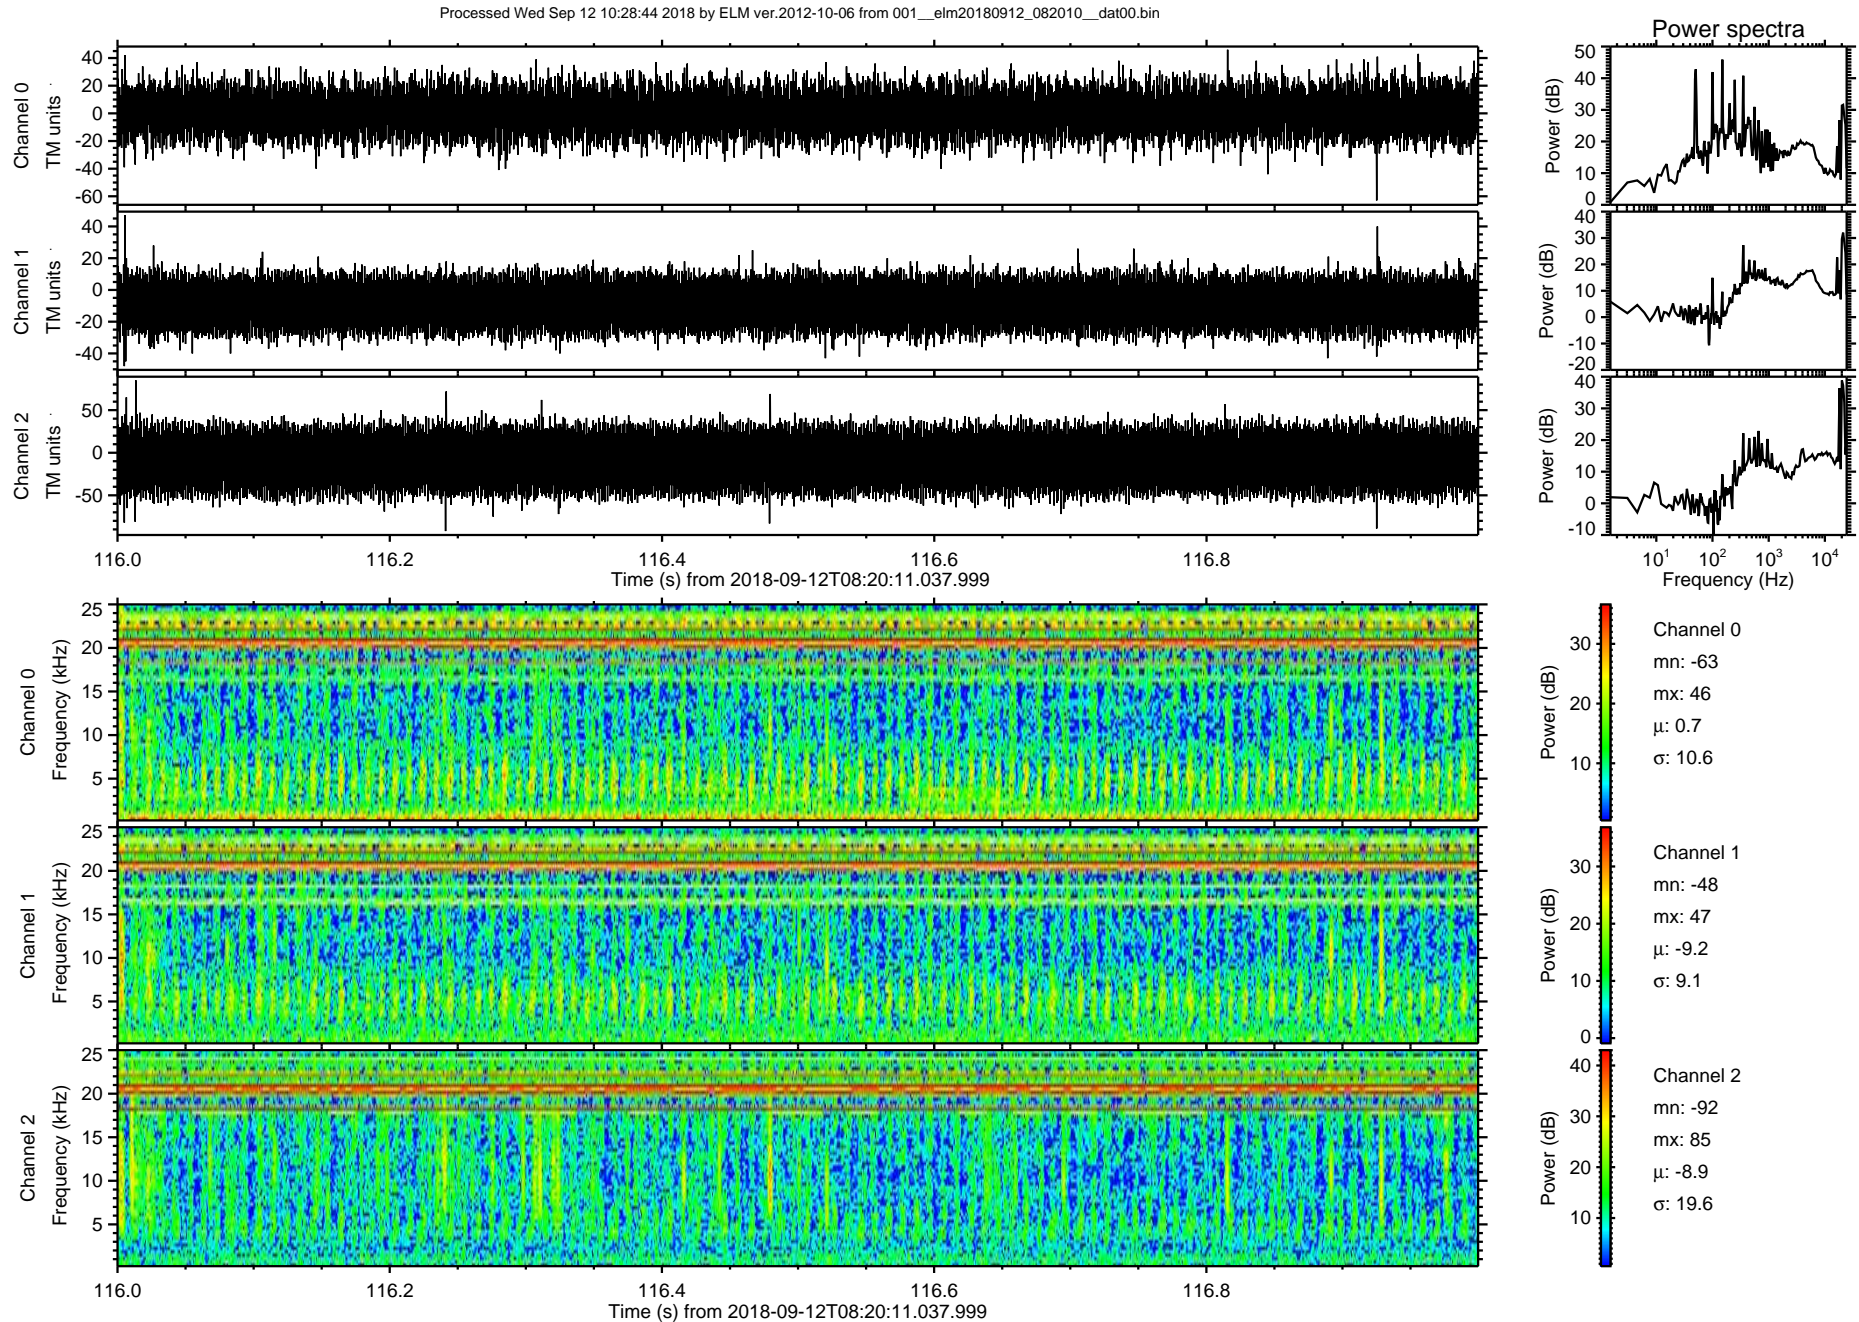 Processed Wed Sep 12 10:28:44 2018 by ELM ver.2012-10-06 from 001__elm20180912_082010__dat00.bin
Power spectra
Channel 0
TM units
40
20
0
-20
-40
-60
Power (dB)
50
40
30
20
10
0
Channel 1
TM units
40
20
0
-20
-40
Power (dB)
40
30
20
10
0
-10
-20
Channel 2
TM units
50
0
-50
Power (dB)
40
30
20
10
0
-10
116.0 116.2 116.4 116.6 116.8
Time (s) from 2018-09-12T08:20:11.037.999
10¹ 10² 10³ 10⁴
Frequency (Hz)
Channel 0
Frequency (kHz)
25
20
15
10
5
Power (dB)
30
20
10
Channel 0
mn: -63
mx: 46
µ: 0.7
σ: 10.6
Channel 1
Frequency (kHz)
25
20
15
10
5
Power (dB)
30
20
10
0
Channel 1
mn: -48
mx: 47
µ: -9.2
σ: 9.1
Channel 2
Frequency (kHz)
25
20
15
10
5
Power (dB)
40
30
20
10
Channel 2
mn: -92
mx: 85
µ: -8.9
σ: 19.6
116.0 116.2 116.4 116.6 116.8
Time (s) from 2018-09-12T08:20:11.037.999